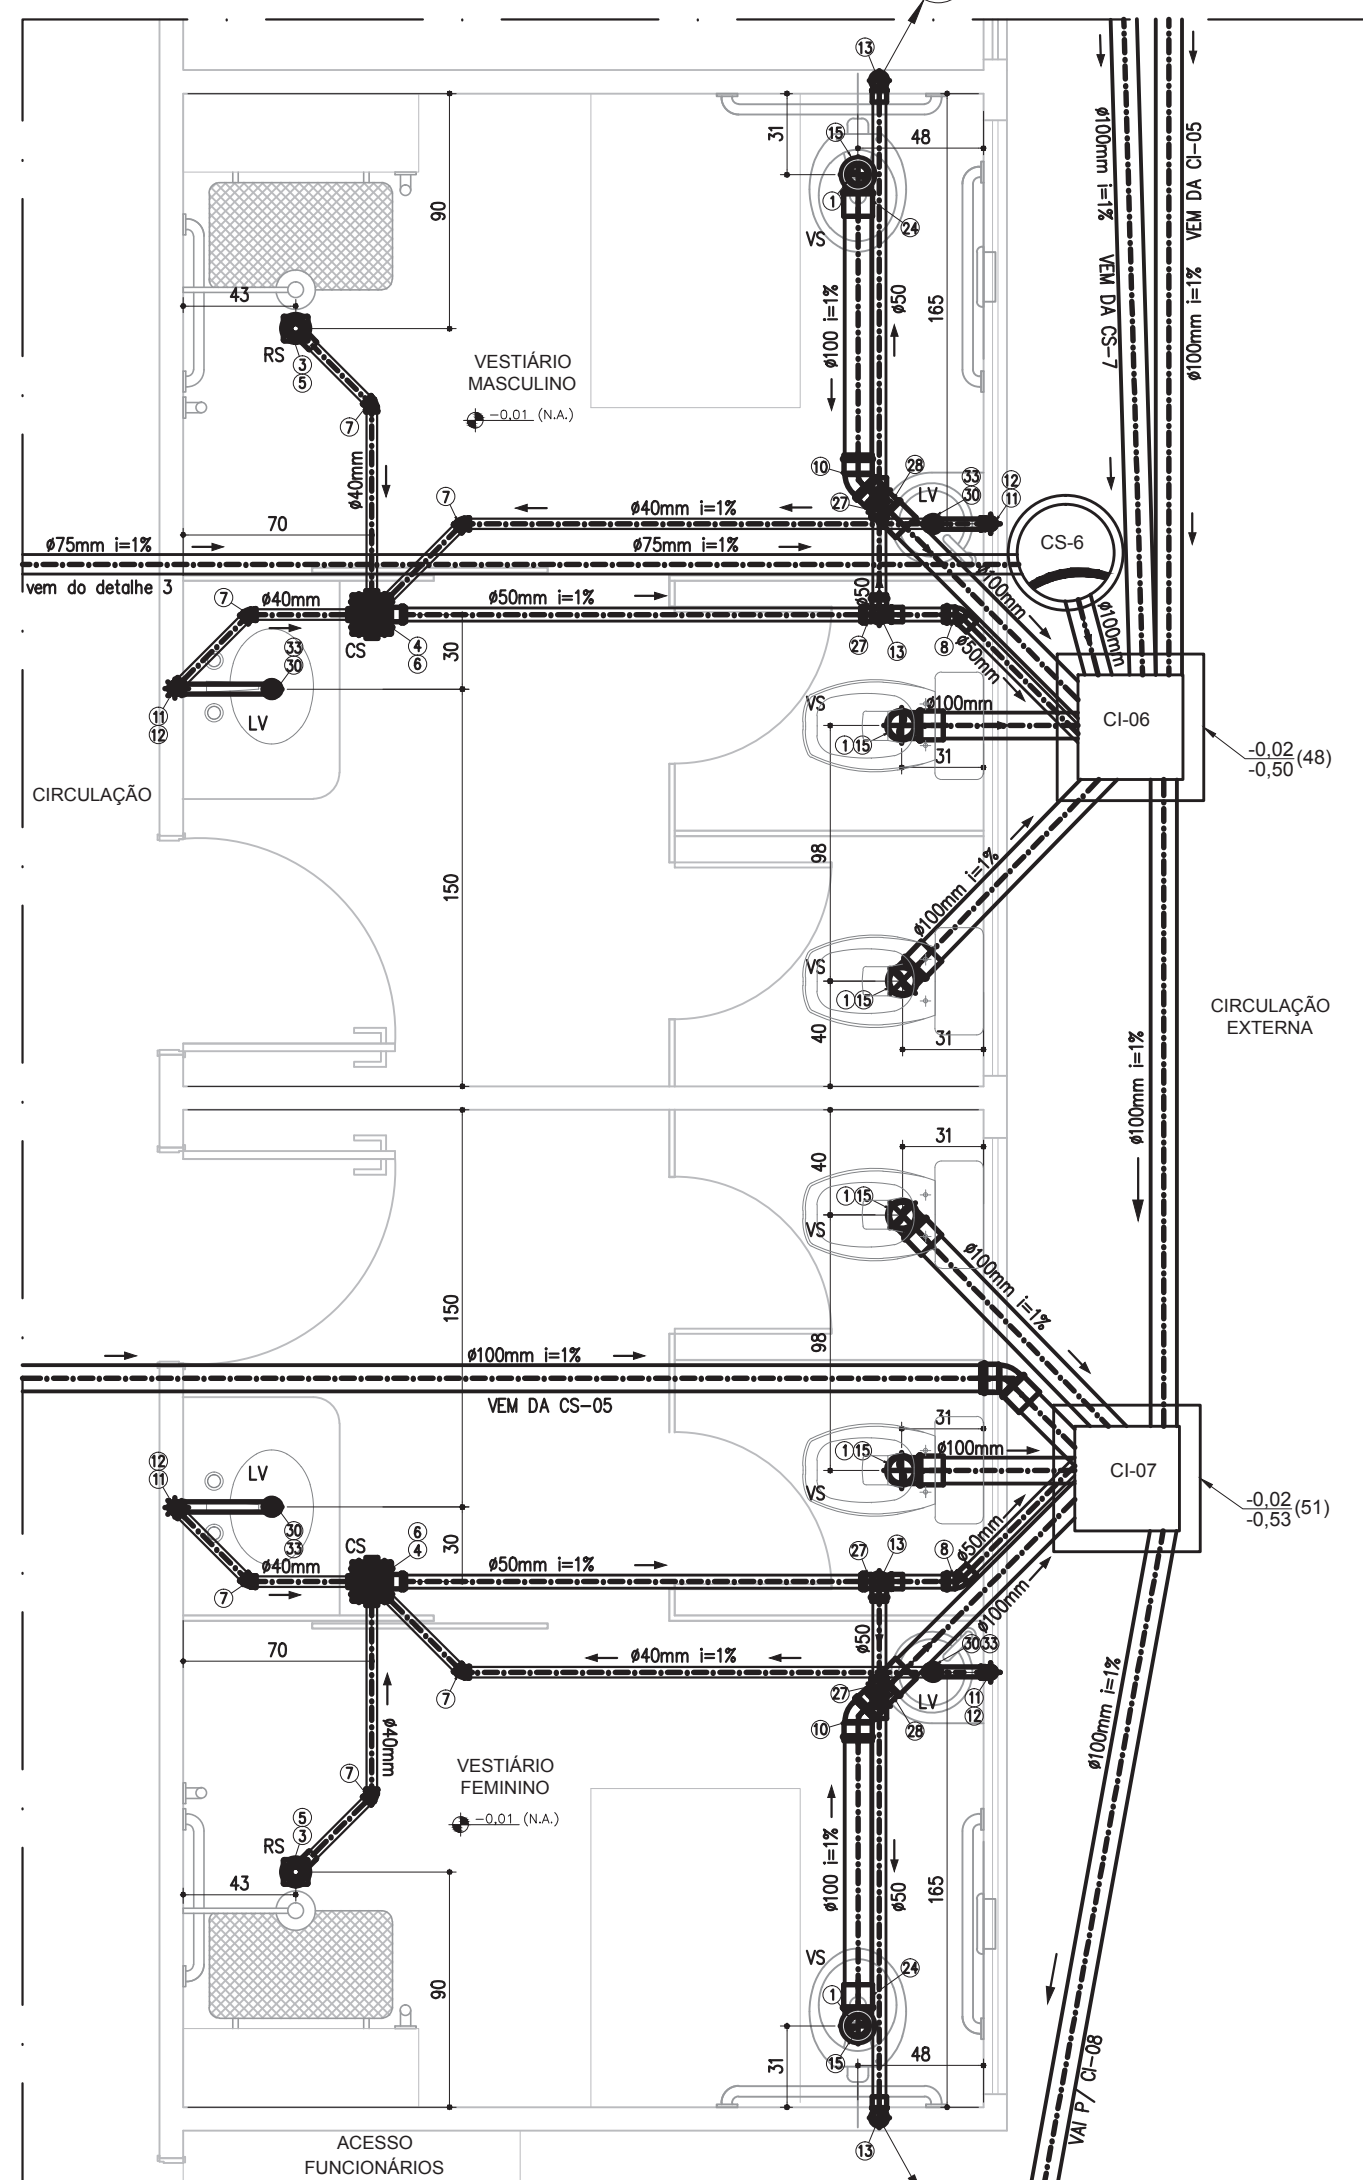 13
31
15
48
1
24
VS
90
43
RS
3
5
7
VESTIÁRIO
MASCULINO
-0,01 (N.A.)
ø100 i=1%
ø50
165
ø100mm i=1% VEM DA CS-7
ø100mm i=1% VEM DA CI-05
ø40mm
10
28
33
30
12
11
LV
27
7
ø40mm i=1%
70
ø75mm i=1%
ø75mm i=1%
CS-6
vem do detalhe 3
7
ø40mm
ø50mm i=1%
ø50
ø100mm
ø100mm
CS
4
6
30
27
13
8
ø50mm
33
30
11
12
LV
VS
ø100mm
1 15
31
CI-06
-0,02
-0,50 (48)
CIRCULAÇÃO
150
98
ø100mm i=1%
VS
1 15
40
31
CIRCULAÇÃO
EXTERNA
ø100mm i=1%
31
40
1 15
VS
150
98
ø100mm i=1%
ø100mm i=1%
VEM DA CS-05
31
1 15
ø100mm
VS
CI-07
-0,02
-0,53 (51)
12
11
LV
30
33
CS
6
4
30
ø50mm i=1%
27
13
8
ø50mm
ø40mm
7
ø100mm
70
ø50
ø40mm i=1%
30 33
7
27
LV
11
12
10
28
ø40mm
7
VESTIÁRIO
FEMININO
-0,01 (N.A.)
5
3
RS
43
ø100 i=1%
ø50
165
ø100mm i=1%
90
VS
24
1
15
31
48
13
VAI P/ CI-08
ACESSO
FUNCIONÁRIOS